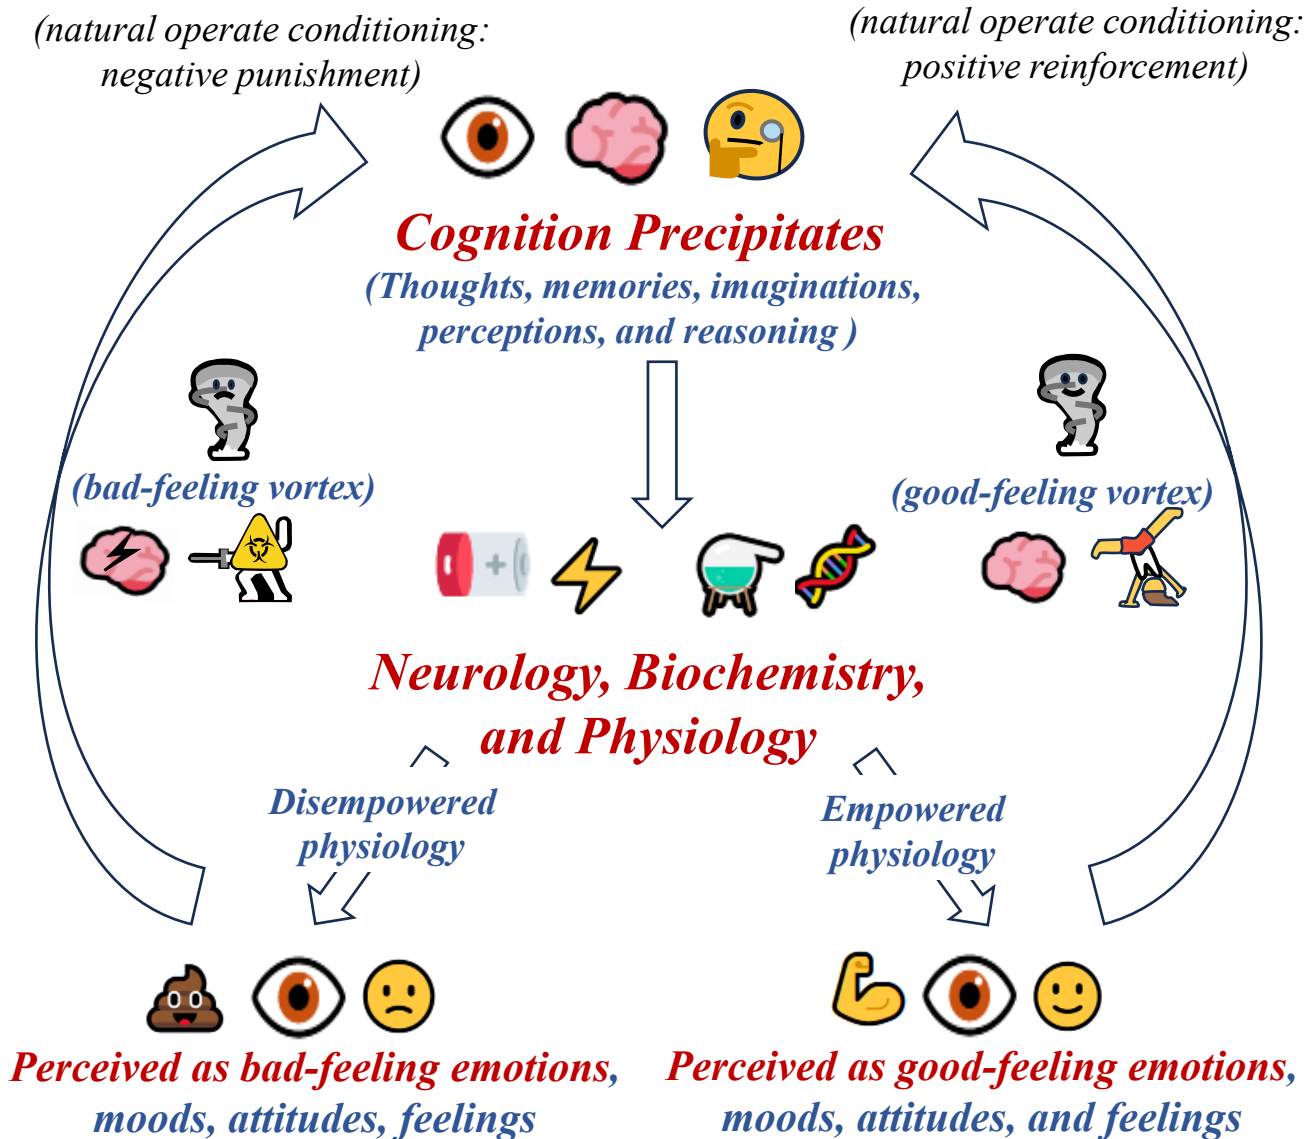 (natural operate conditioning:
negative punishment)
(natural operate conditioning:
positive reinforcement)
Cognition Precipitates
(Thoughts, memories, imaginations,
perceptions, and reasoning )
(bad-feeling vortex)
(good-feeling vortex)
Neurology, Biochemistry,
and Physiology
Disempowered
physiology
Empowered
physiology
Perceived as bad-feeling emotions,
moods, attitudes, feelings
Perceived as good-feeling emotions,
moods, attitudes, and feelings